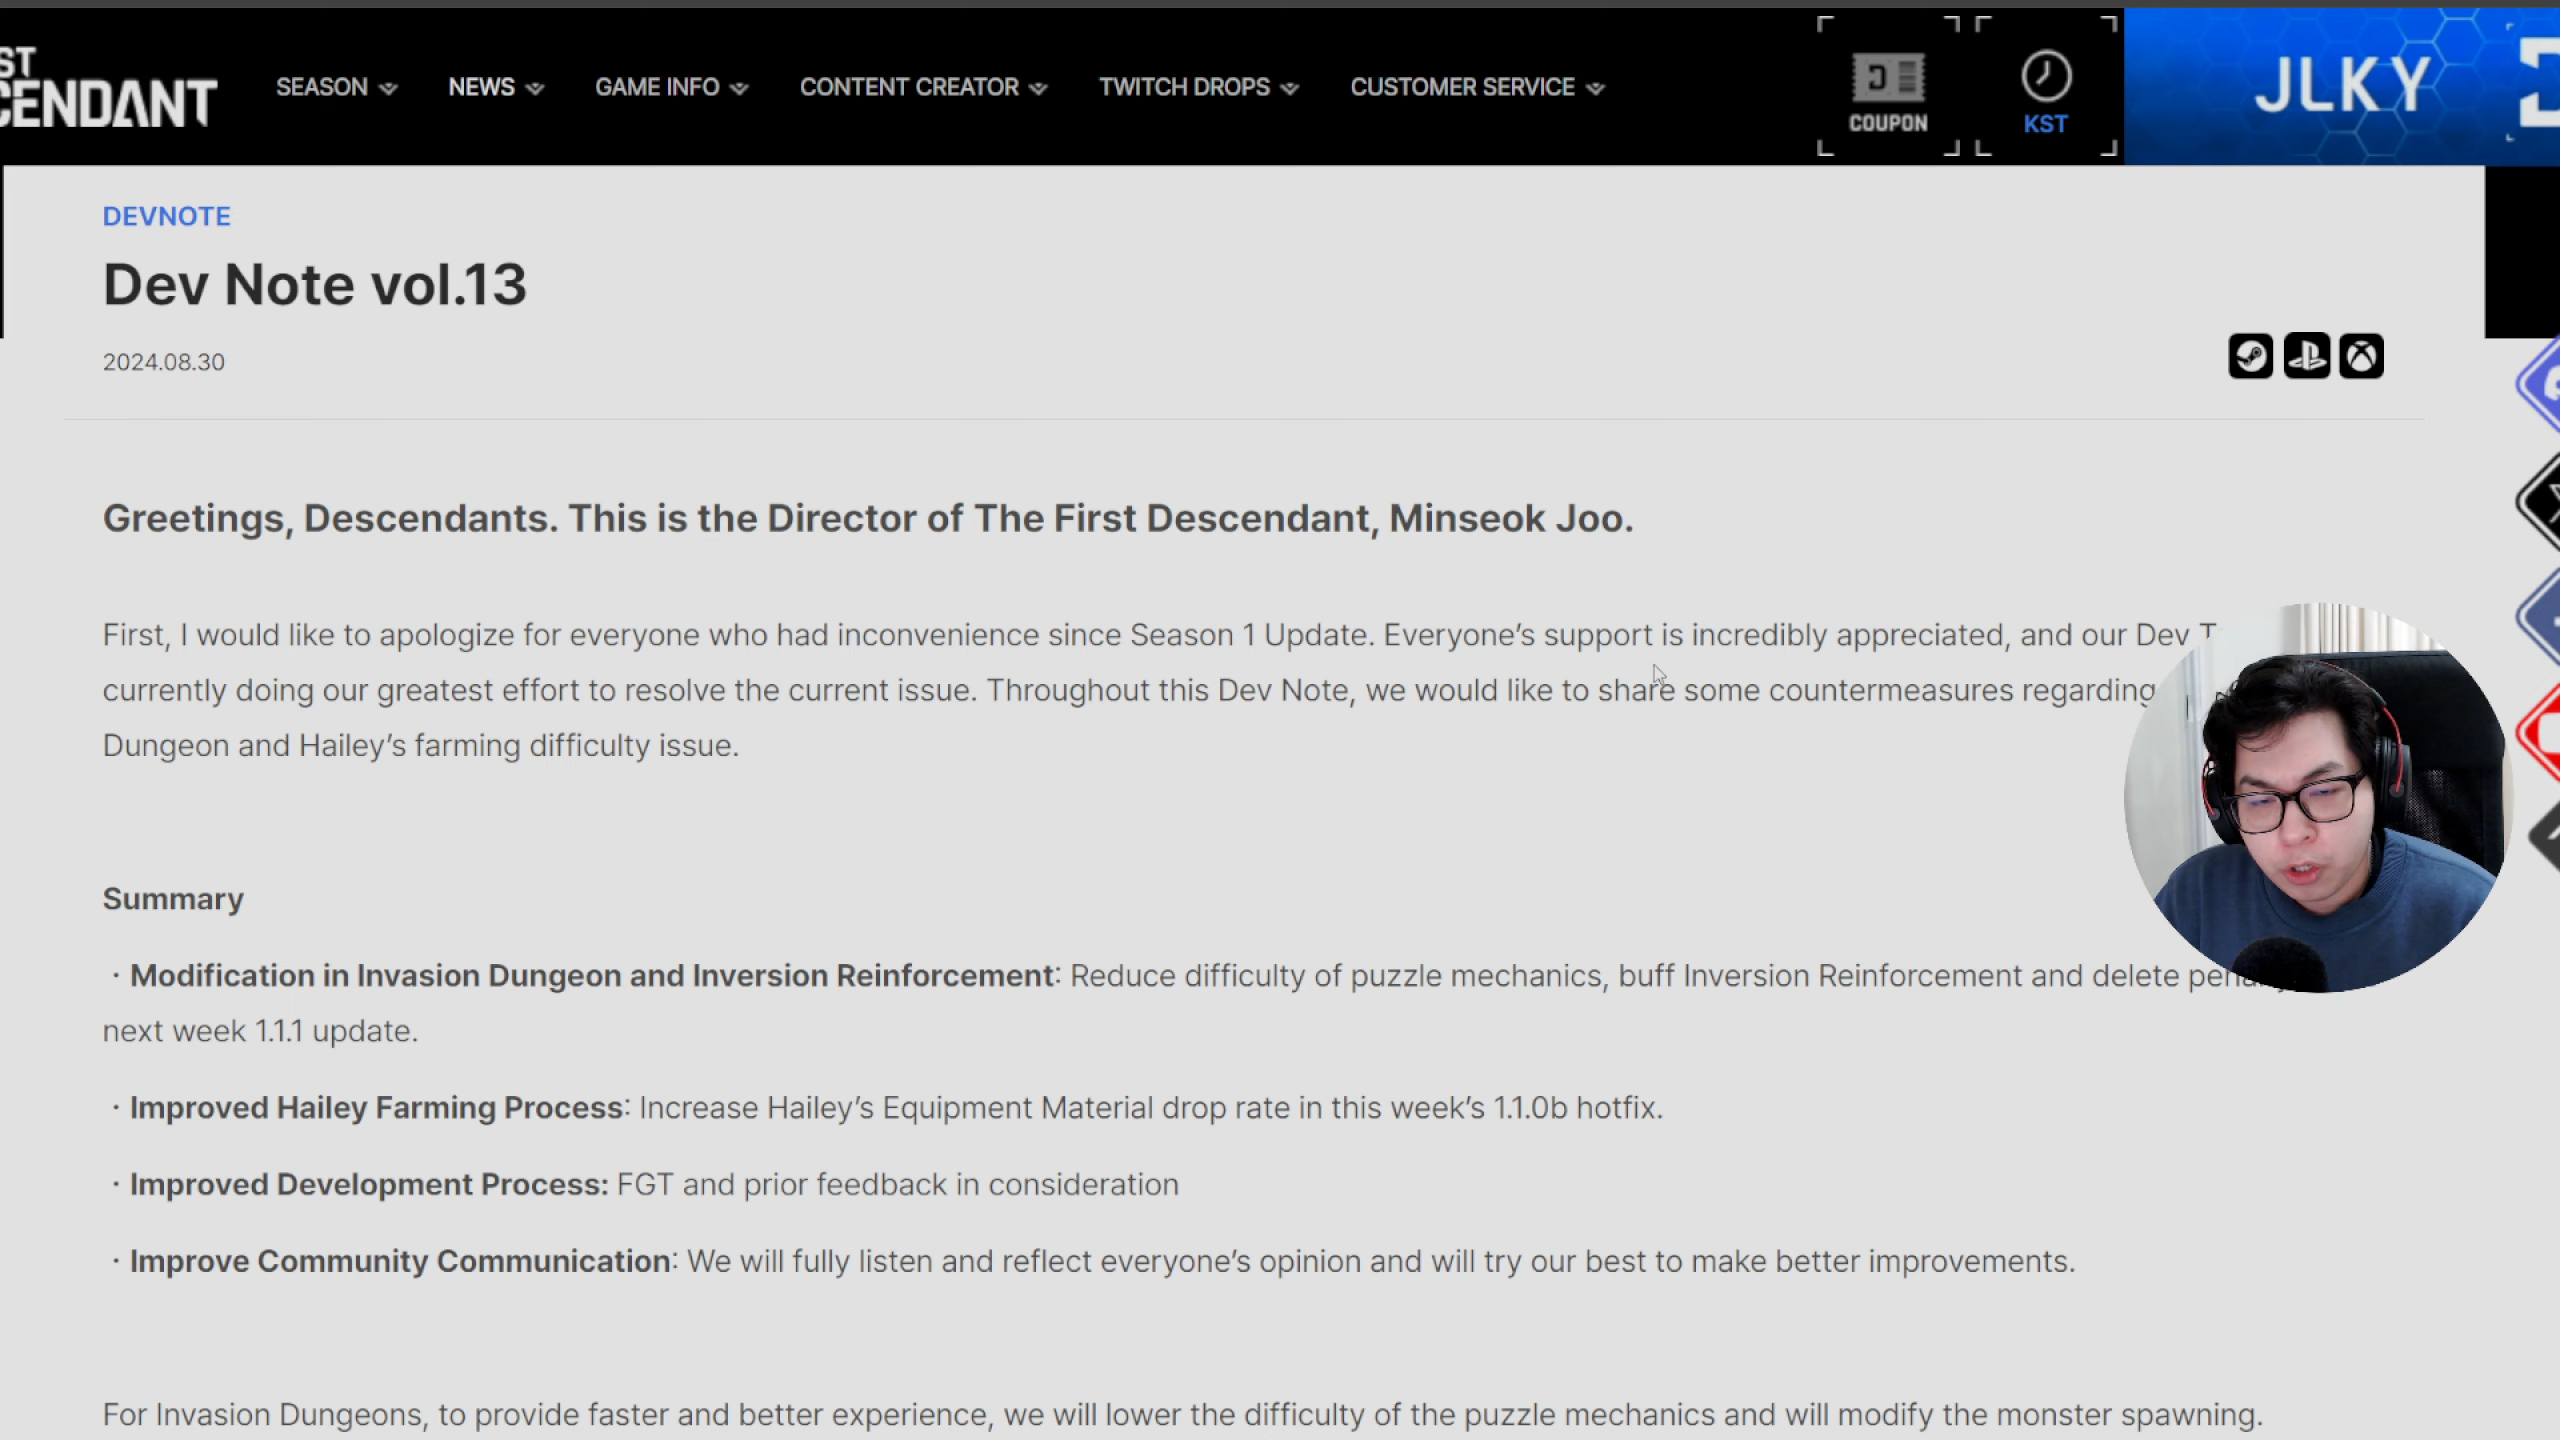 ST
CENDANT
SEASON NEWS GAME INFO CONTENT CREATOR TWITCH DROPS CUSTOMER SERVICE
COUPON
KST
JLKY
DEVNOTE
Dev Note vol.13
2024.08.30
Greetings, Descendants. This is the Director of The First Descendant, Minseok Joo.
First, I would like to apologize for everyone who had inconvenience since Season 1 Update. Everyone’s support is incredibly appreciated, and our Dev
currently doing our greatest effort to resolve the current issue. Throughout this Dev Note, we would like to share some countermeasures regarding
Dungeon and Hailey’s farming difficulty issue.
Summary
· Modification in Invasion Dungeon and Inversion Reinforcement: Reduce difficulty of puzzle mechanics, buff Inversion Reinforcement and delete
next week 1.1.1 update.
· Improved Hailey Farming Process: Increase Hailey’s Equipment Material drop rate in this week’s 1.1.0b hotfix.
· Improved Development Process: FGT and prior feedback in consideration
· Improve Community Communication: We will fully listen and reflect everyone’s opinion and will try our best to make better improvements.
For Invasion Dungeons, to provide faster and better experience, we will lower the difficulty of the puzzle mechanics and will modify the monster spawning.